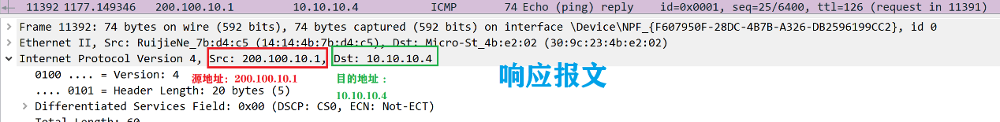 11392 1177.149346 200.100.10.1 10.10.10.4 ICMP 74 Echo (ping) reply id=0x0001, seq=25/6400, ttl=126 (request in 11391)
Frame 11392: 74 bytes on wire (592 bits), 74 bytes captured (592 bits) on interface \Device\NPF_{F607950F-28DC-4B7B-A326-DB2596199CC2}, id 0
Ethernet II, Src: RuijieNe_7b:d4:c5 (14:14:4b:7b:d4:c5), Dst: Micro-St_4b:e2:02 (30:9c:23:4b:e2:02)
Internet Protocol Version 4, Src: 200.100.10.1, Dst: 10.10.10.4
0100 .... = Version: 4
源地址: 200.100.10.1
目的地址:
响应报文
.... 0101 = Header Length: 20 bytes (5)
10.10.10.4
Differentiated Services Field: 0x00 (DSCP: CS0, ECN: Not-ECT)
Total Length: 60